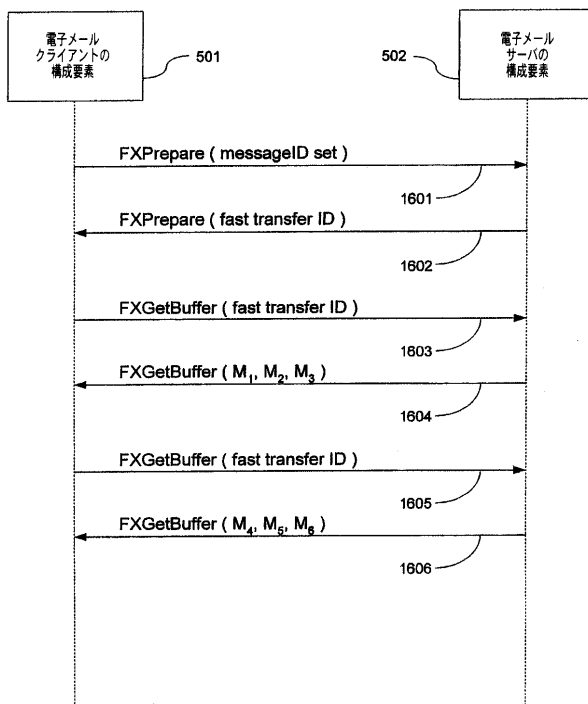 電子メール
クライアントの
構成要素
501
502
電子メール
サーバの
構成要素
FXPrepare ( messageID set )
1601
FXPrepare ( fast transfer ID )
1602
FXGetBuffer ( fast transfer ID )
1603
FXGetBuffer ( M₁, M₂, M₃ )
1604
FXGetBuffer ( fast transfer ID )
1605
FXGetBuffer ( M₄, M₅, M₆ )
1606